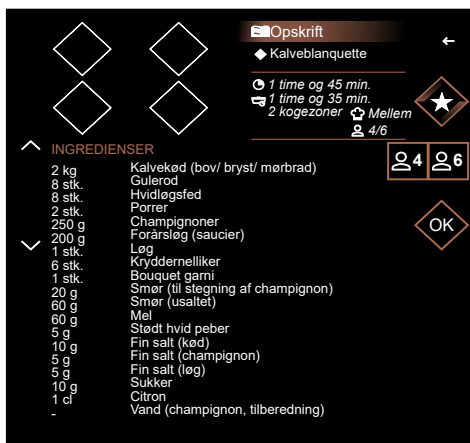 Opskrift
Kalveblanquette
1 time og 45 min.
1 time og 35 min.
2 kogezoner Mellem
4/6
INGREDIENSER
4 6
2 kg Kalvekød (bov/ bryst/ mørbrad)
8 stk. Gulerod
8 stk. Hvidløgsfed
2 stk. Porrer
250 g Champignoner
200 g Forårsløg (saucier)
OK
1 stk. Løg
6 stk. Kryddernelliker
1 stk. Bouquet garni
20 g Smør (til stegning af champignon)
60 g Smør (usaltet)
60 g Mel
5 g Stødt hvid peber
10 g Fin salt (kød)
5 g Fin salt (champignon)
5 g Fin salt (løg)
10 g Sukker
1 cl Citron
- Vand (champignon, tilberedning)